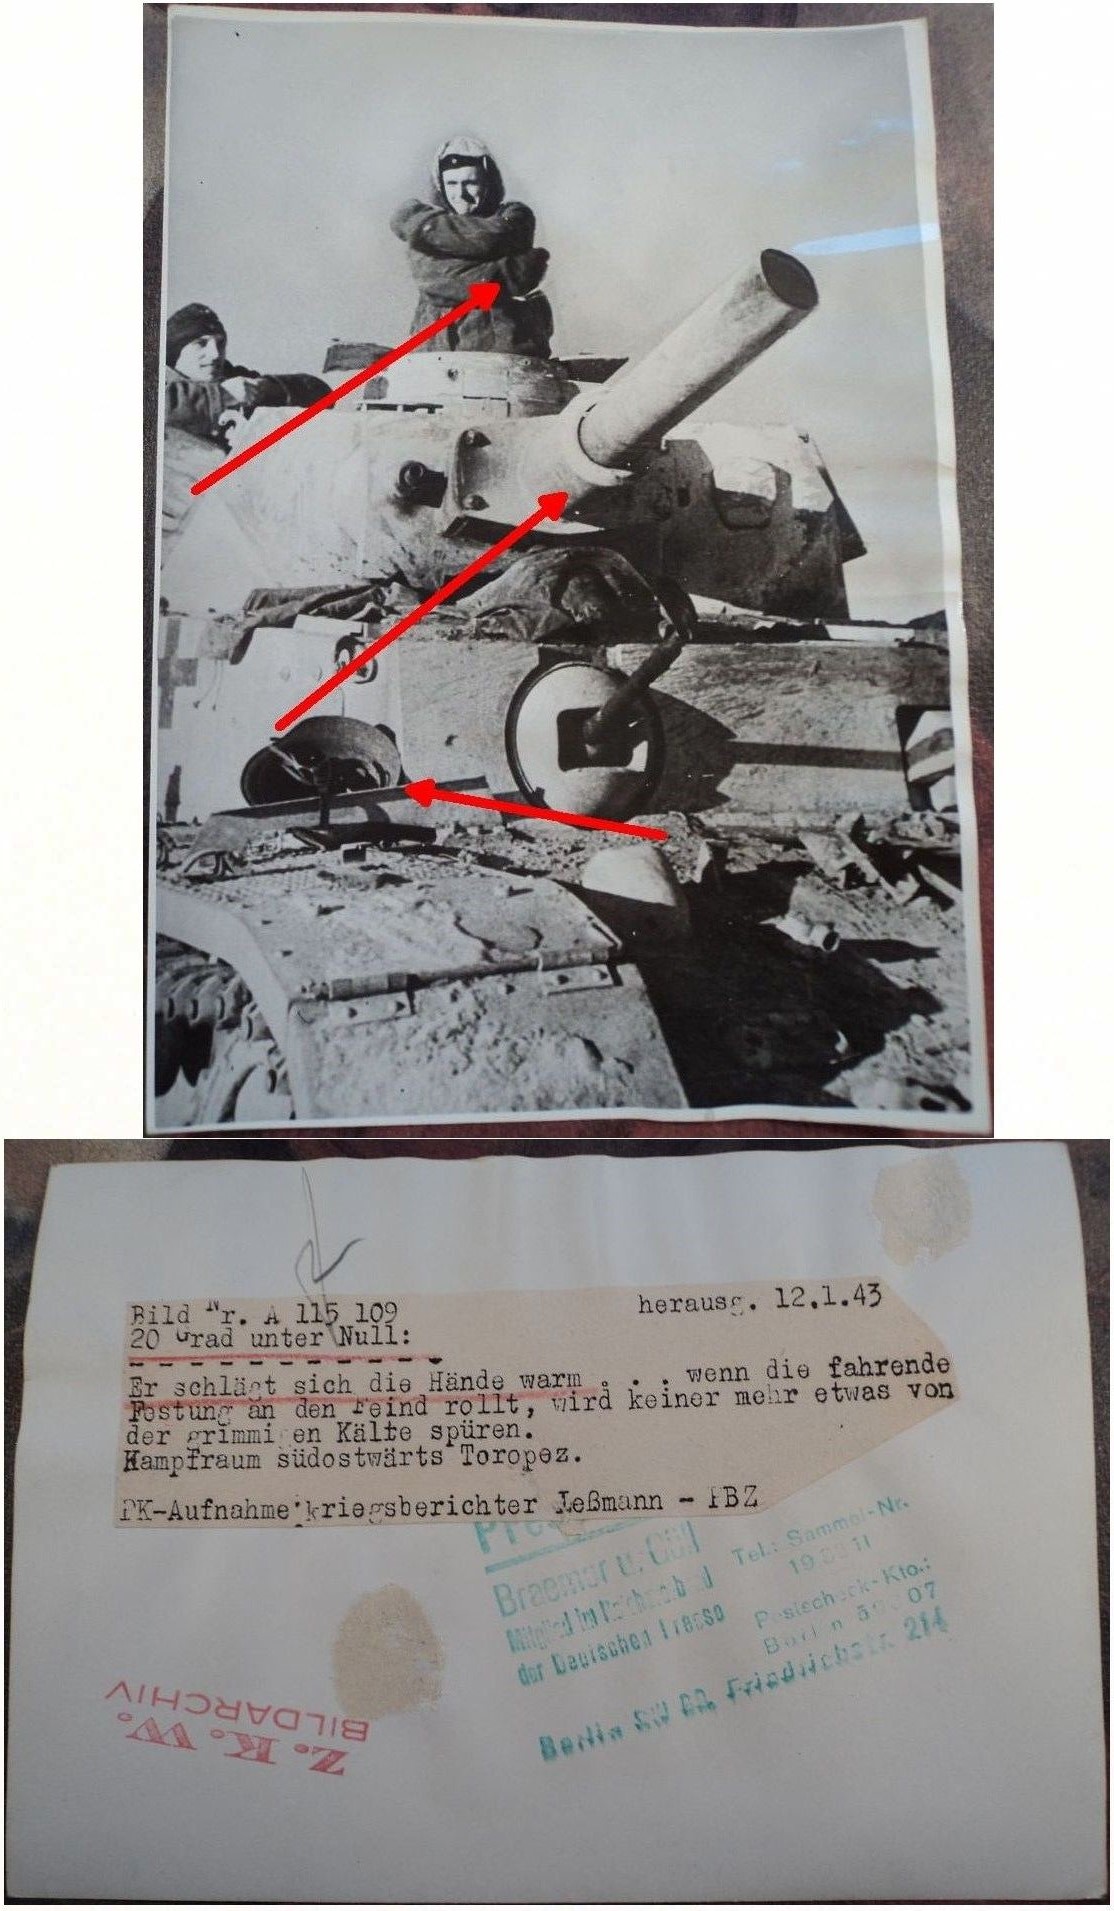 Bild Nr. A 115 109
herausg. 12.1.43
20 Grad unter Null:
Er schlägt sich die Hände warm . . . wenn die fahrende
Festung an den Feind rollt, wird keiner mehr etwas von
der grimmigen Kälte spüren.
Kampfraum südostwärts Toropez.
PK-Aufnahme: Kriegsberichter - PBZ
Braemer u. Güll
Mitglied im Reichsverband
der Deutschen Presse
Tel.: Sammel-Nr.
Postscheck-Kto.:
Berlin
Berlin SW 68, Friedrichstr. 214
Z. K. W.
BILDARCHIV